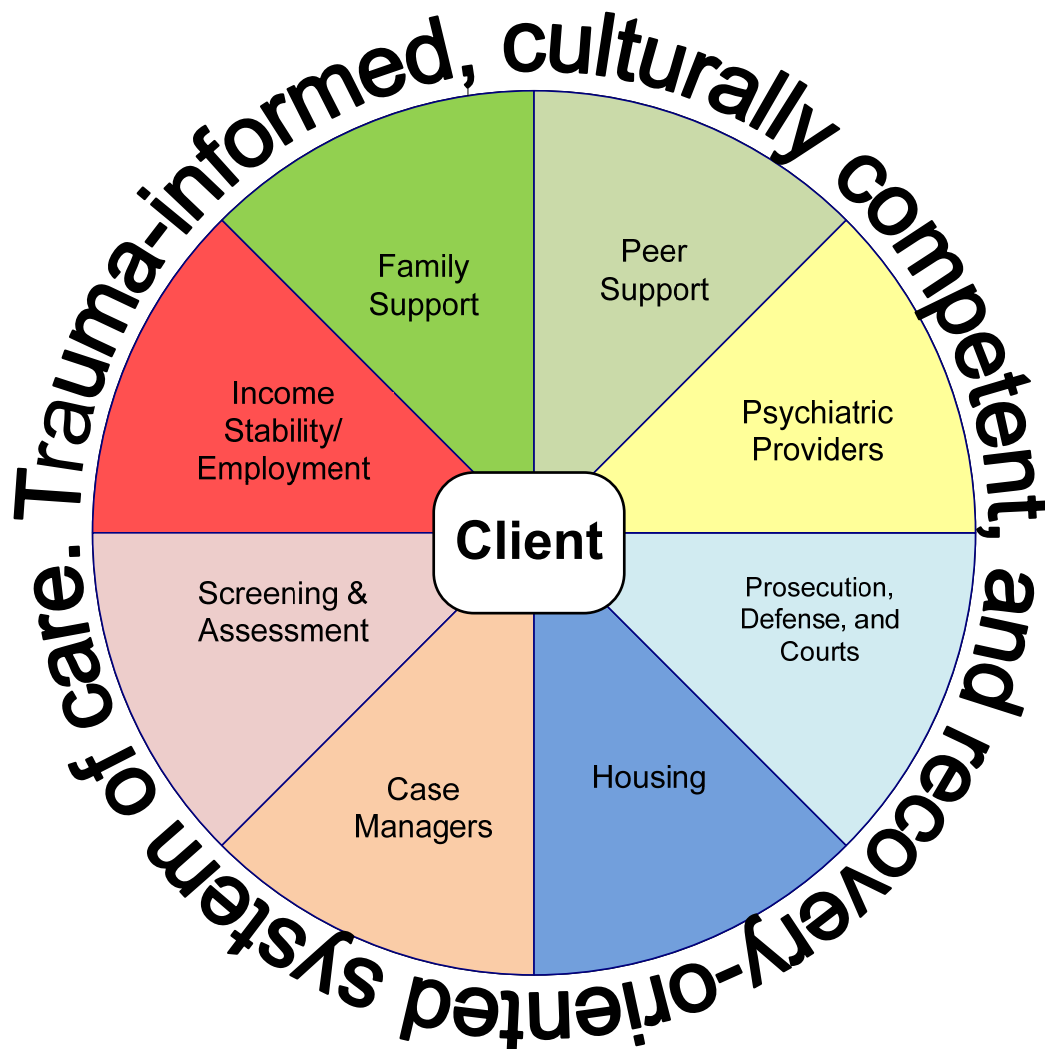 Trauma-informed, culturally competent, and recovery-oriented system of care.
Family
Support
Peer
Support
Psychiatric
Providers
Prosecution,
Defense, and
Courts
Housing
Case
Managers
Screening &
Assessment
Income
Stability/
Employment
Client